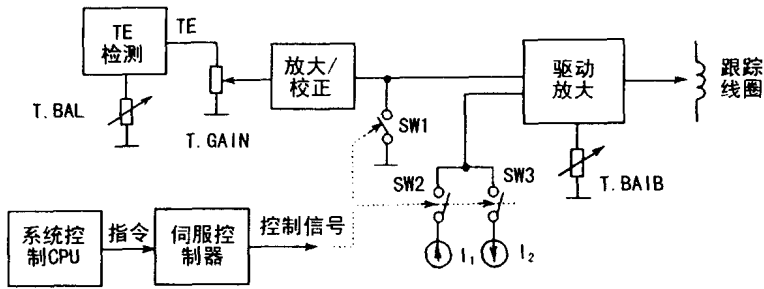 TE
检测
TE
T.BAL
T.GAIN
放大/
校正
SW1
驱动
放大
跟踪
线圈
T.BAIB
SW2
SW3
I₁
I₂
系统控
制CPU
指令
伺服控
制器
控制信号